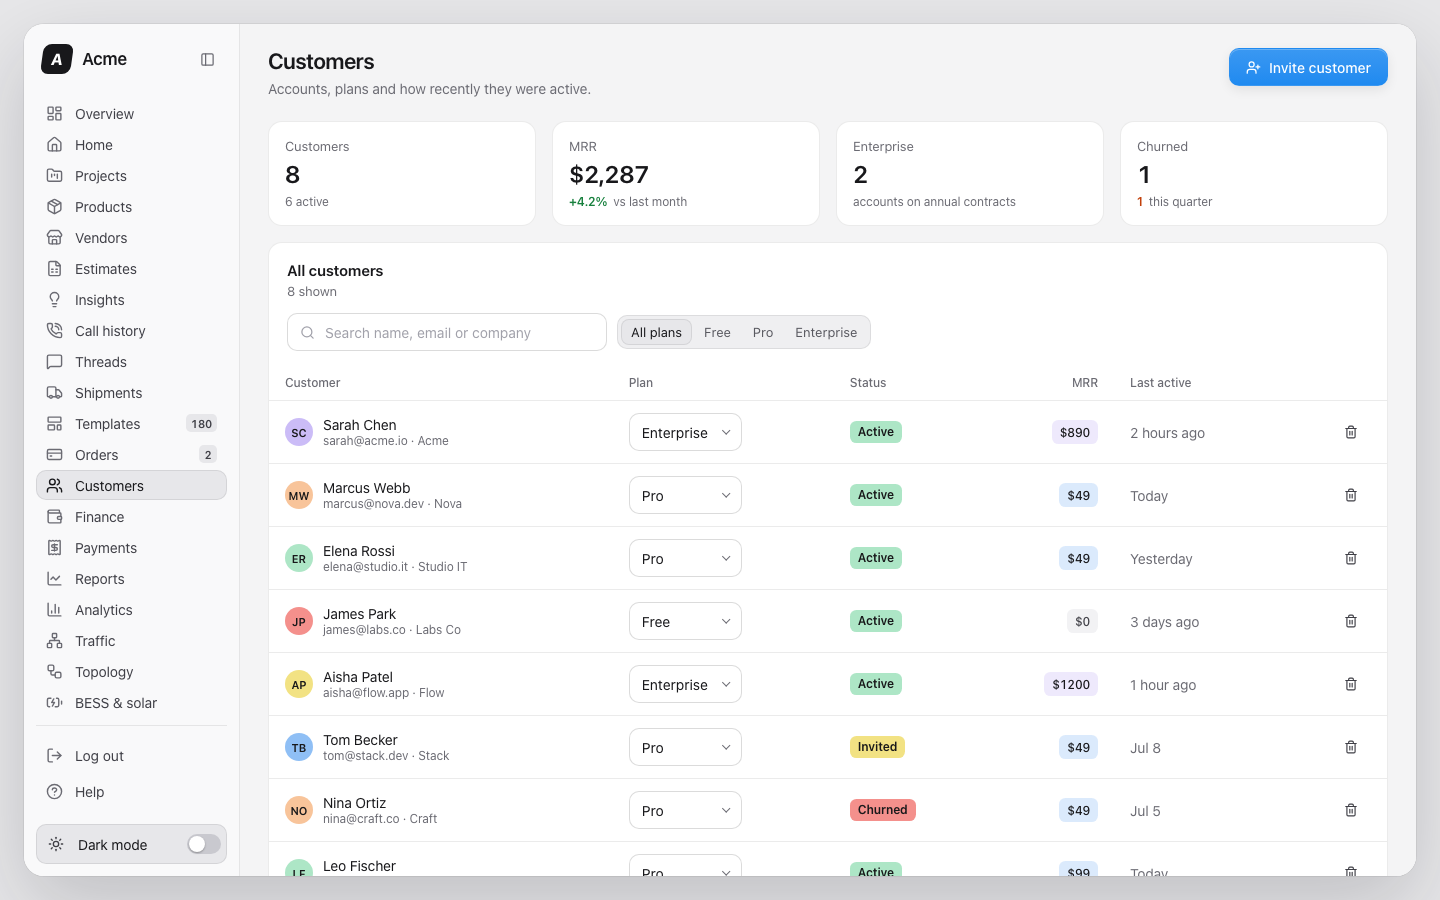 A Acme
Overview
Home
Projects
Products
Vendors
Estimates
Insights
Call history
Threads
Shipments
Templates 180
Orders 2
Customers
Finance
Payments
Reports
Analytics
Traffic
Topology
BESS & solar
Log out
Help
Dark mode
Customers
Accounts, plans and how recently they were active.
Invite customer
Customers
8
6 active
MRR
$2,287
+4.2% vs last month
Enterprise
2
accounts on annual contracts
Churned
1
1 this quarter
All customers
8 shown
Search name, email or company
All plans Free Pro Enterprise
Customer Plan Status MRR Last active
SC Sarah Chen Enterprise Active $890 2 hours ago
sarah@acme.io · Acme
MW Marcus Webb Pro Active $49 Today
marcus@nova.dev · Nova
ER Elena Rossi Pro Active $49 Yesterday
elena@studio.it · Studio IT
JP James Park Free Active $0 3 days ago
james@labs.co · Labs Co
AP Aisha Patel Enterprise Active $1200 1 hour ago
aisha@flow.app · Flow
TB Tom Becker Pro Invited $49 Jul 8
tom@stack.dev · Stack
NO Nina Ortiz Pro Churned $49 Jul 5
nina@craft.co · Craft
LF Leo Fischer Pro Active $99 Today